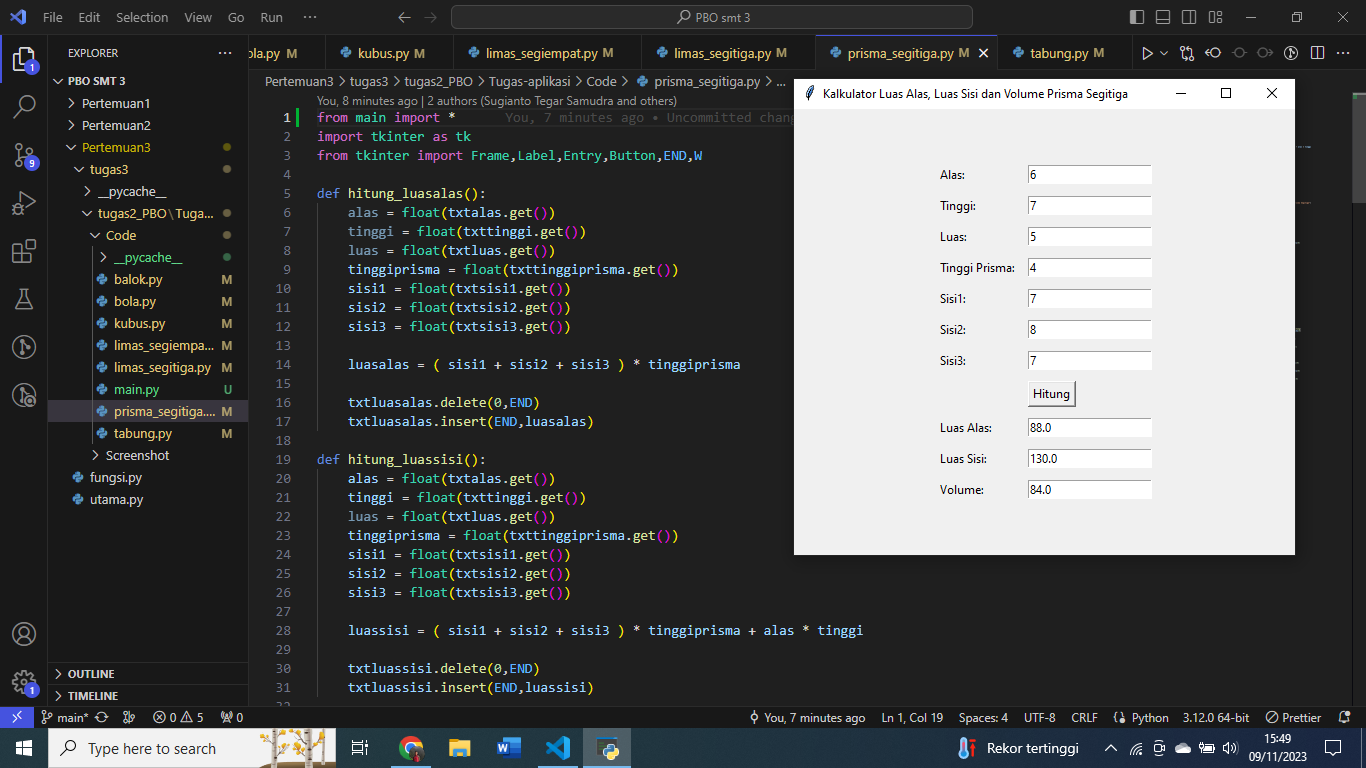 File Edit Selection View Go Run ··· PBO smt 3
EXPLORER
PBO SMT 3
Pertemuan1
Pertemuan2
Pertemuan3
tugas3
__pycache__
tugas2_PBO\Tuga...
Code
__pycache__
balok.py M
bola.py M
kubus.py M
limas_segiempa... M
limas_segitiga.py M
main.py U
prisma_segitiga.... M
tabung.py M
Screenshot
fungsi.py
utama.py
OUTLINE
TIMELINE
ola.py M kubus.py M limas_segiempat.py M limas_segitiga.py M prisma_segitiga.py M tabung.py M
Pertemuan3 > tugas3 > tugas2_PBO > Tugas-aplikasi > Code > prisma_segitiga.py > ...
You, 8 minutes ago | 2 authors (Sugianto Tegar Samudra and others)
1 from main import * You, 7 minutes ago • Uncommitted chang
2 import tkinter as tk
3 from tkinter import Frame,Label,Entry,Button,END,W
4
5 def hitung_luasalas():
6 alas = float(txtalas.get())
7 tinggi = float(txttinggi.get())
8 luas = float(txtluas.get())
9 tinggiprisma = float(txttinggiprisma.get())
10 sisi1 = float(txtsisi1.get())
11 sisi2 = float(txtsisi2.get())
12 sisi3 = float(txtsisi3.get())
13
14 luasalas = ( sisi1 + sisi2 + sisi3 ) * tinggiprisma
15
16 txtluasalas.delete(0,END)
17 txtluasalas.insert(END,luasalas)
18
19 def hitung_luassisi():
20 alas = float(txtalas.get())
21 tinggi = float(txttinggi.get())
22 luas = float(txtluas.get())
23 tinggiprisma = float(txttinggiprisma.get())
24 sisi1 = float(txtsisi1.get())
25 sisi2 = float(txtsisi2.get())
26 sisi3 = float(txtsisi3.get())
27
28 luassisi = ( sisi1 + sisi2 + sisi3 ) * tinggiprisma + alas * tinggi
29
30 txtluassisi.delete(0,END)
31 txtluassisi.insert(END,luassisi)
Kalkulator Luas Alas, Luas Sisi dan Volume Prisma Segitiga
Alas: 6
Tinggi: 7
Luas: 5
Tinggi Prisma: 4
Sisi1: 7
Sisi2: 8
Sisi3: 7
Hitung
Luas Alas: 88.0
Luas Sisi: 130.0
Volume: 84.0
1
9
1
main* 0 5 0 You, 7 minutes ago Ln 1, Col 19 Spaces: 4 UTF-8 CRLF Python 3.12.0 64-bit Prettier
Type here to search Rekor tertinggi 15:49
09/11/2023